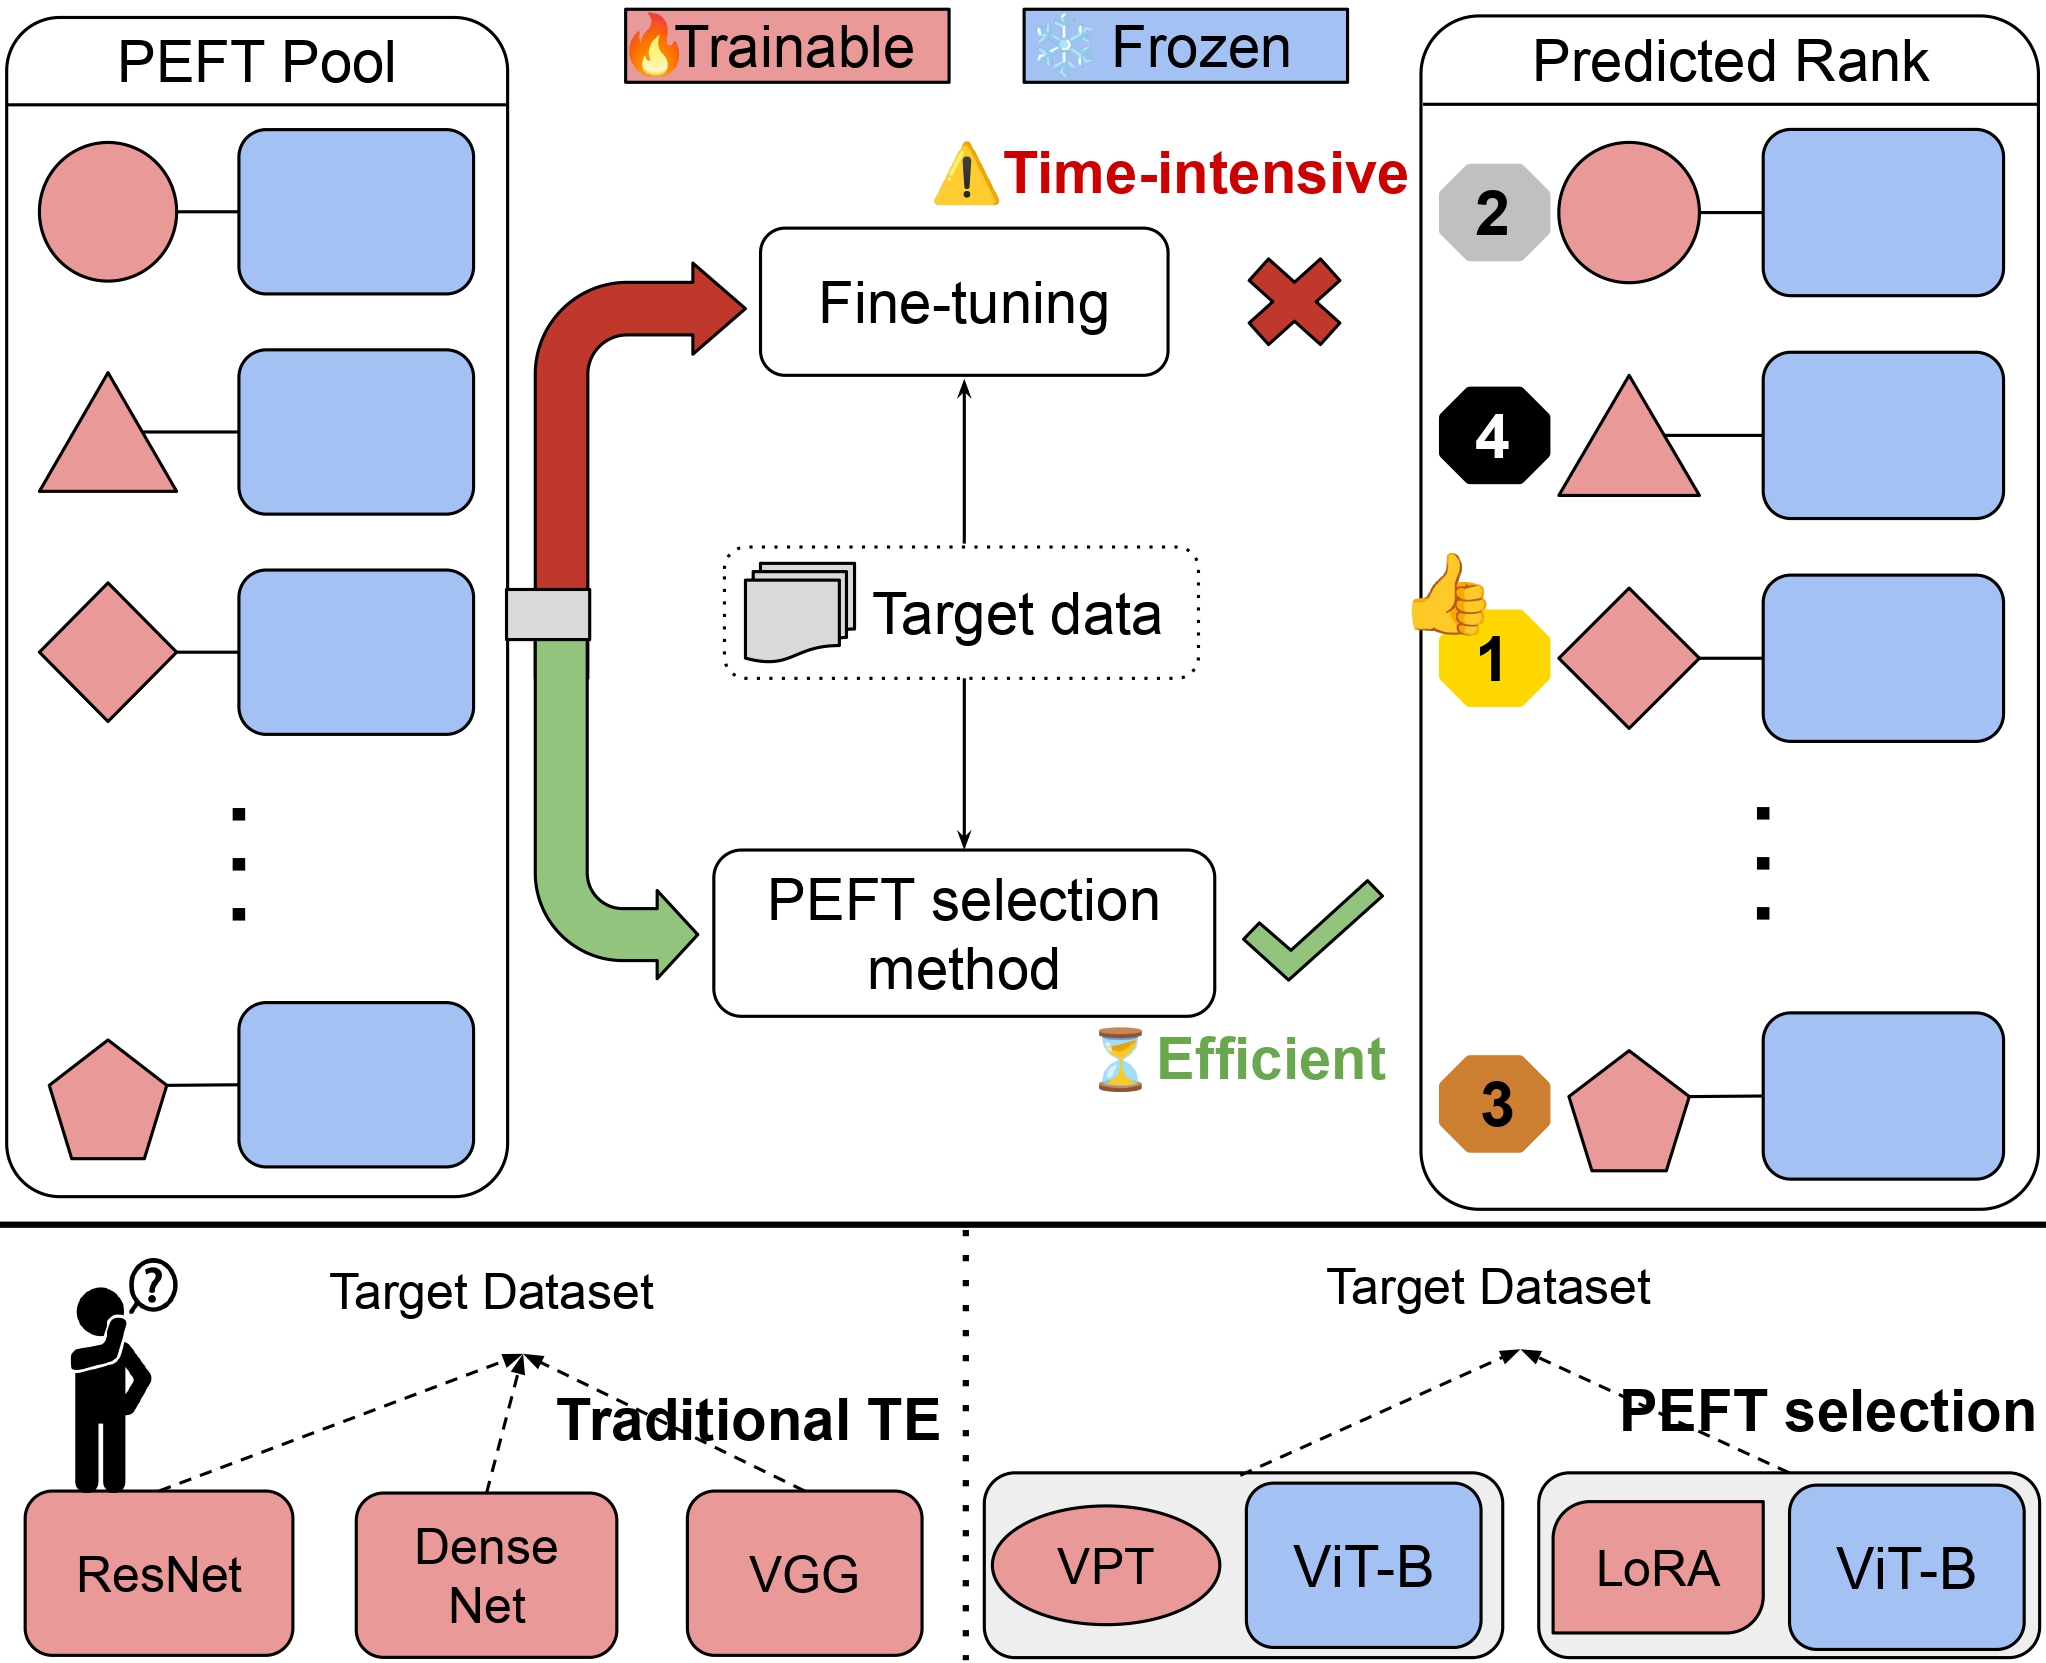 PEFT Pool
Trainable
Frozen
Predicted Rank
Time-intensive
Fine-tuning
2
4
Target data
1
PEFT selection
method
Efficient
3
?
Target Dataset
Traditional TE
ResNet
Dense
Net
VGG
Target Dataset
PEFT selection
VPT
ViT-B
LoRA
ViT-B